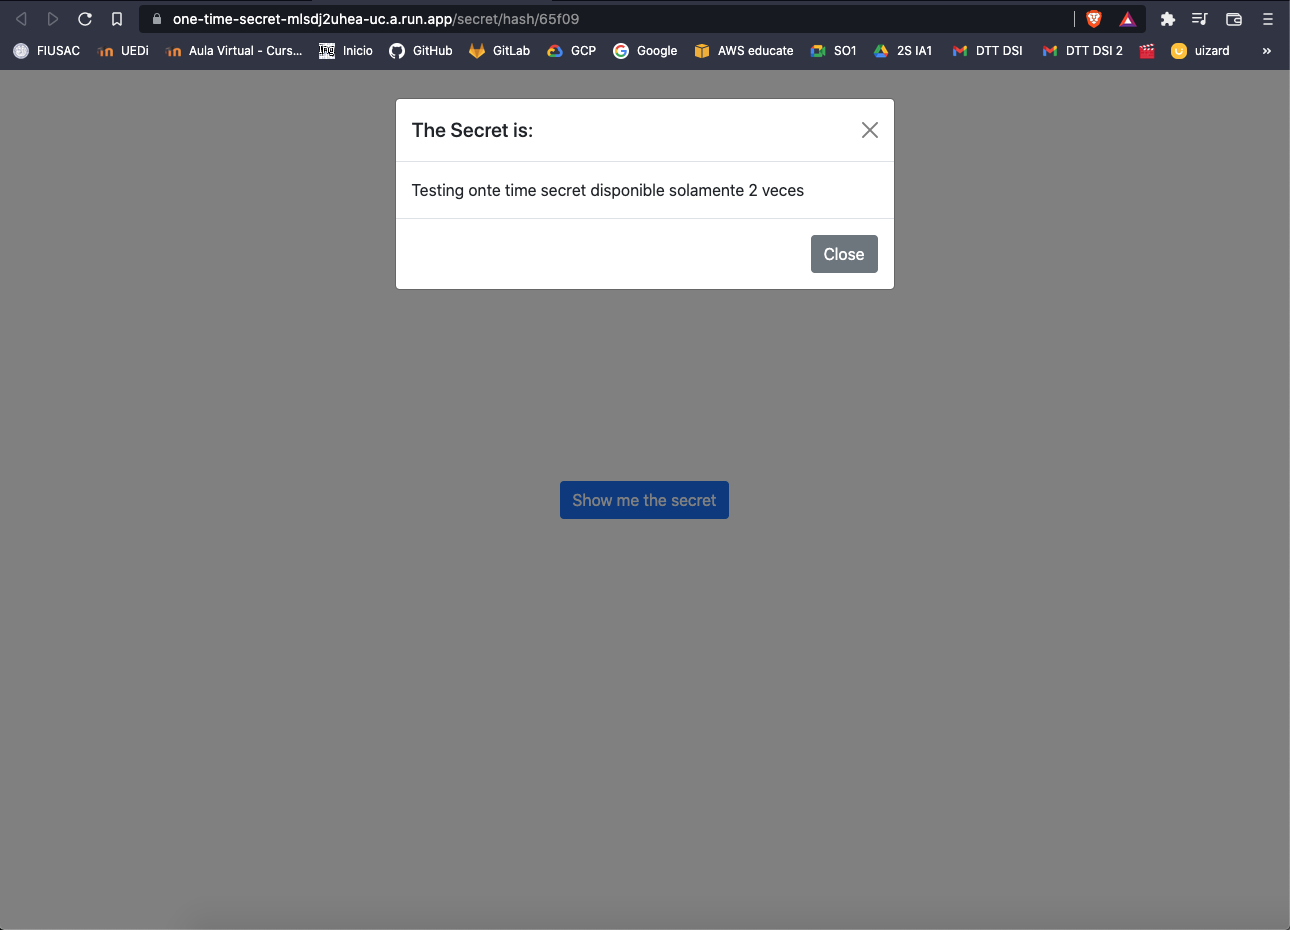 one-time-secret-mlsdj2uhea-uc.a.run.app/secret/hash/65f09
FIUSAC UEDi Aula Virtual - Curs... Inicio GitHub GitLab GCP Google AWS educate SO1 2S IA1 DTT DSI DTT DSI 2 uizard »
The Secret is:
Testing onte time secret disponible solamente 2 veces
Close
Show me the secret